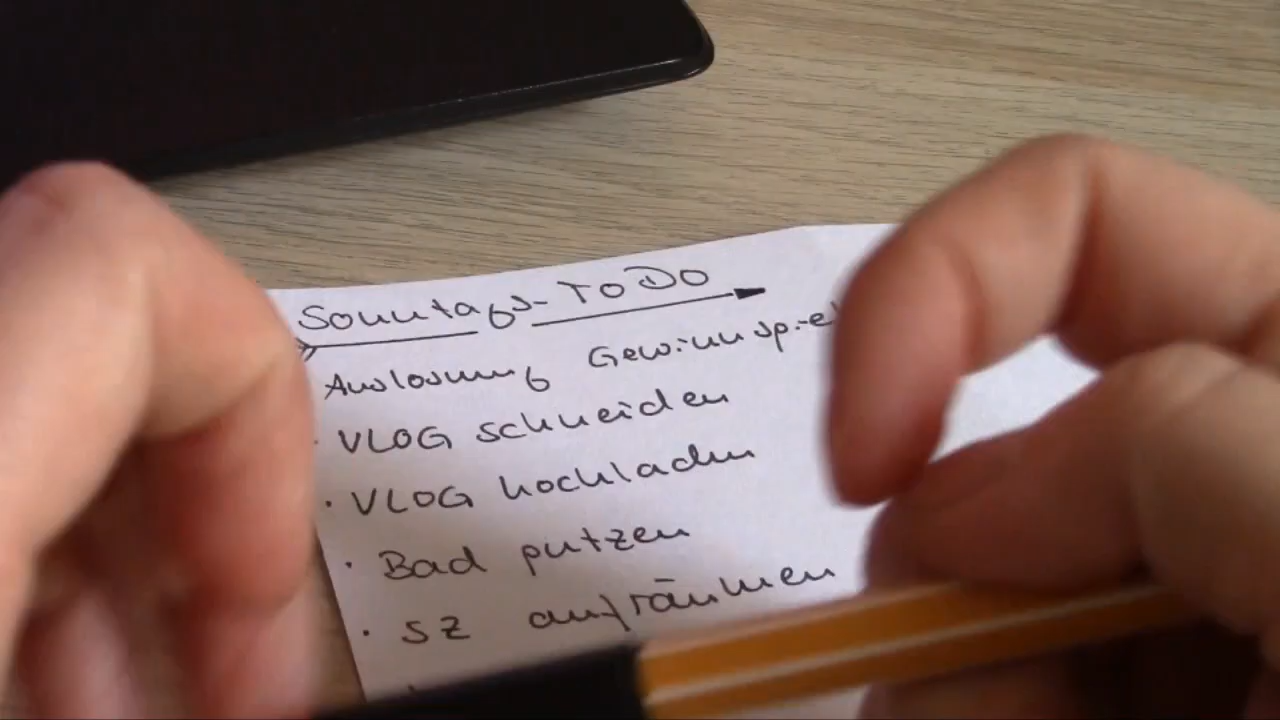 Sonntags-ToDo
Auslosung Gewinnspiel
· VLOG schneiden
· VLOG hochladen
· Bad putzen
· SZ aufräumen